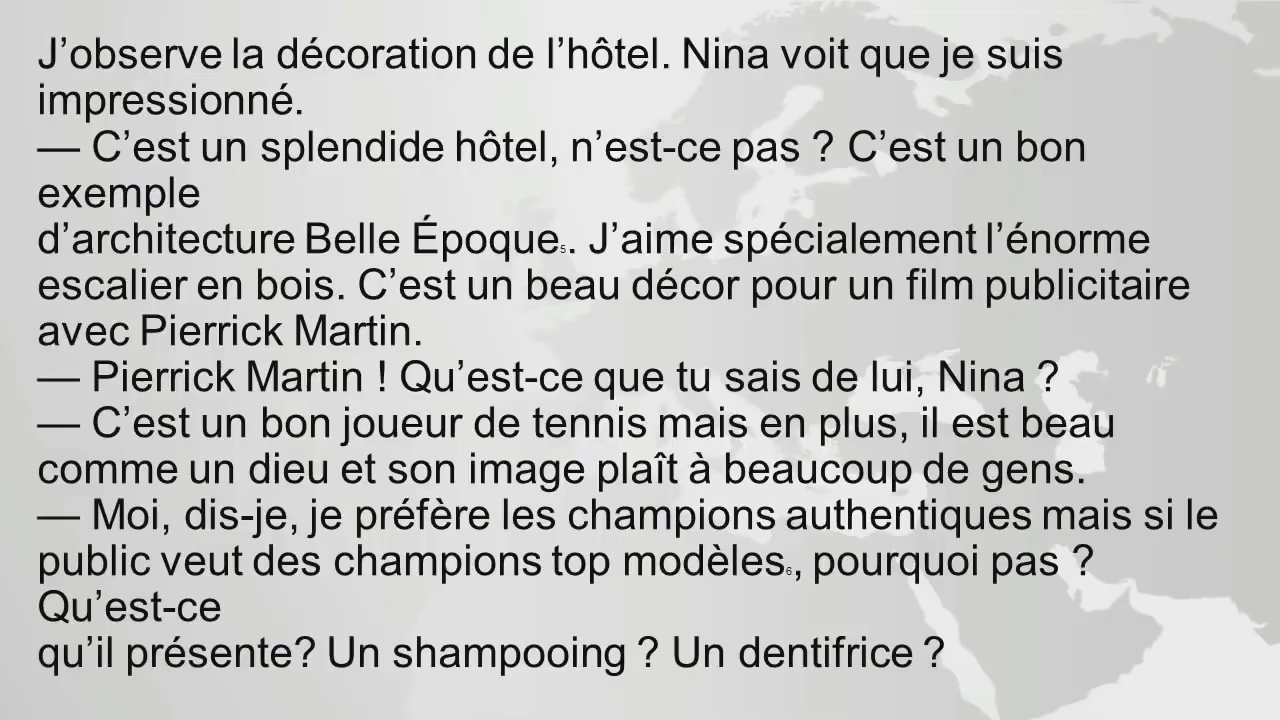 J’observe la décoration de l’hôtel. Nina voit que je suis
impressionné.
— C’est un splendide hôtel, n’est-ce pas ? C’est un bon
exemple
d’architecture Belle Époque5. J’aime spécialement l’énorme
escalier en bois. C’est un beau décor pour un film publicitaire
avec Pierrick Martin.
— Pierrick Martin ! Qu’est-ce que tu sais de lui, Nina ?
— C’est un bon joueur de tennis mais en plus, il est beau
comme un dieu et son image plaît à beaucoup de gens.
— Moi, dis-je, je préfère les champions authentiques mais si le
public veut des champions top modèles6, pourquoi pas ?
Qu’est-ce
qu’il présente? Un shampooing ? Un dentifrice ?